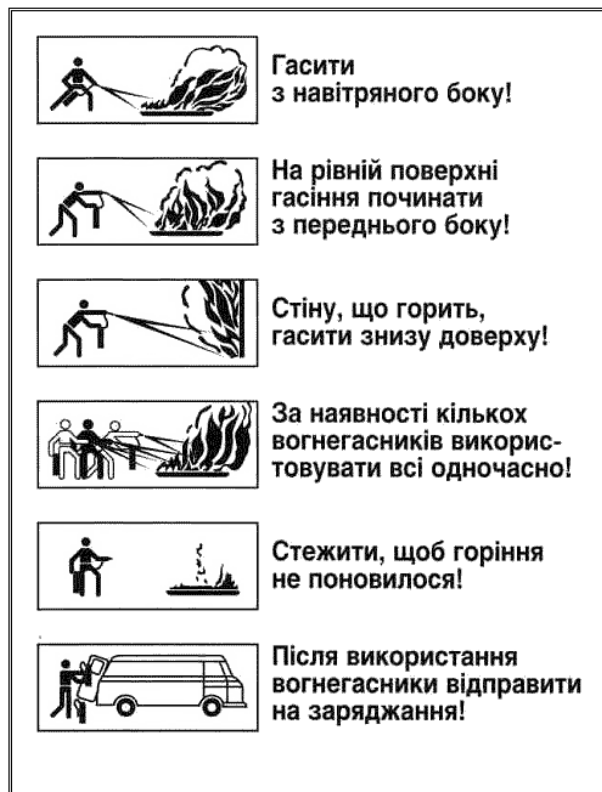 Гасити
з навітряного боку!
На рівній поверхні
гасіння починати
з переднього боку!
Стіну, що горить,
гасити знизу доверху!
За наявності кількох
вогнегасників викорис-
товувати всі одночасно!
Стежити, щоб горіння
не поновилося!
Після використання
вогнегасники відправити
на заряджання!